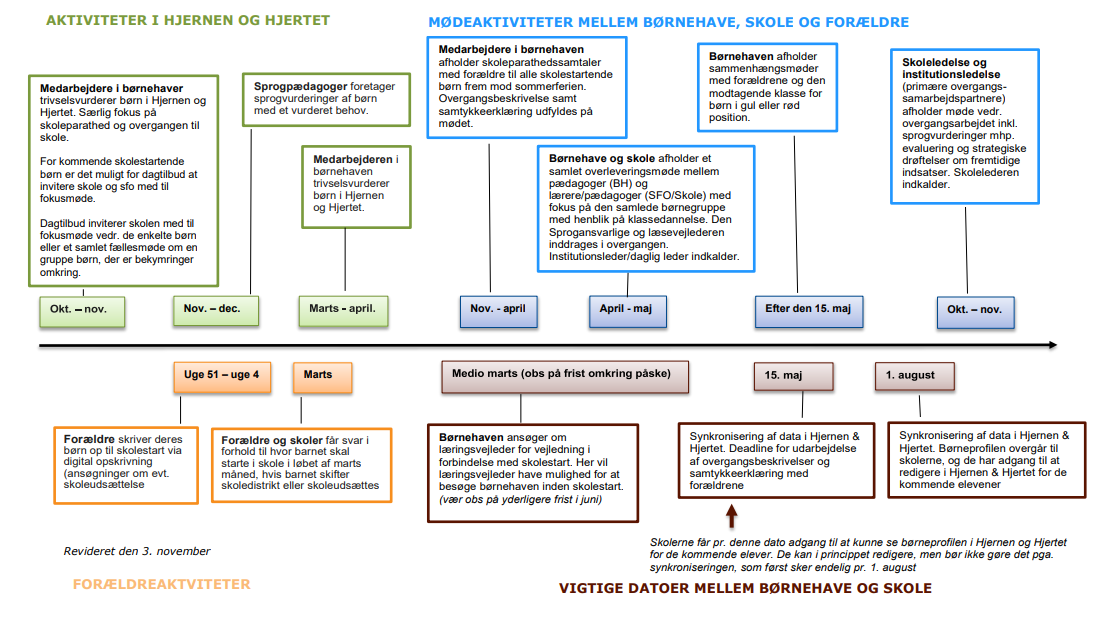 AKTIVITETER I HJERNEN OG HJERTET
MØDEAKTIVITETER MELLEM BØRNEHAVE, SKOLE OG FORÆLDRE
Medarbejdere i børnehaver
trivselsvurderer børn i Hjernen og
Hjertet. Særlig fokus på
skoleparathed og overgangen til
skole.
For kommende skolestartende
børn er det muligt for dagtilbud at
invitere skole og sfo med til
fokusmøde.
Dagtilbud inviterer skolen med til
fokusmøde vedr. de enkelte børn
eller et samlet fællesmøde om en
gruppe børn, der er bekymringer
omkring.
Sprogpædagoger foretager
sprogvurderinger af børn
med et vurderet behov.
Medarbejderen i
børnehaven
trivselsvurderer
børn i Hjernen
og Hjertet.
Medarbejdere i børnehaven
afholder skoleparathedssamtaler
med forældre til alle skolestartende
børn frem mod sommerferien.
Overgangsbeskrivelse samt
samtykkeerklæring udfyldes på
mødet.
Børnehave og skole afholder et
samlet overleveringsmøde mellem
pædagoger (BH) og
lærere/pædagoger (SFO/Skole) med
fokus på den samlede børnegruppe
med henblik på klassedannelse. Den
Sprogansvarlige og læsevejlederen
inddrages i overgangen.
Institutionsleder/daglig leder indkalder.
Børnehaven afholder
sammenhængsmøder
med forældrene og den
modtagende klasse for
børn i gul eller rød
position.
Skoleledelse og
institutionsledelse
(primære overgangs-
samarbejdspartnere)
afholder møde vedr.
overgangsarbejdet inkl.
sprogvurderinger mhp.
evaluering og strategiske
drøftelser om fremtidige
indsatser. Skolelederen
indkalder.
Okt. – nov.
Nov. – dec.
Marts - april.
Nov. - april
April - maj
Efter den 15. maj
Okt. – nov.
Uge 51 – uge 4
Marts
Medio marts (obs på frist omkring påske)
15. maj
1. august
Forældre skriver deres
børn op til skolestart via
digital opskrivning
(ansøgninger om evt.
skoleudsættelse
Forældre og skoler får svar i
forhold til hvor barnet skal
starte i skole i løbet af marts
måned, hvis barnet skifter
skoledistrikt eller skoleudsættes
Børnehaven ansøger om
læringsvejleder for vejledning i
forbindelse med skolestart. Her vil
læringsvejleder have mulighed for at
besøge børnehaven inden skolestart.
(vær obs på yderligere frist i juni)
Synkronisering af data i Hjernen &
Hjertet. Deadline for udarbejdelse
af overgangsbeskrivelser og
samtykkeerklæring med
forældrene
Synkronisering af data i Hjernen &
Hjertet. Børneprofilen overgår til
skolerne, og de har adgang til at
redigere i Hjernen & Hjertet for de
kommende elevener
Skolerne får pr. denne dato adgang til at kunne se børneprofilen i Hjernen og Hjertet
for de kommende elever. De kan i princippet redigere, men bør ikke gøre det pga.
synkroniseringen, som først sker endelig pr. 1. august
Revideret den 3. november
FORÆLDREAKTVITETER
VIGTIGE DATOER MELLEM BØRNEHAVE OG SKOLE